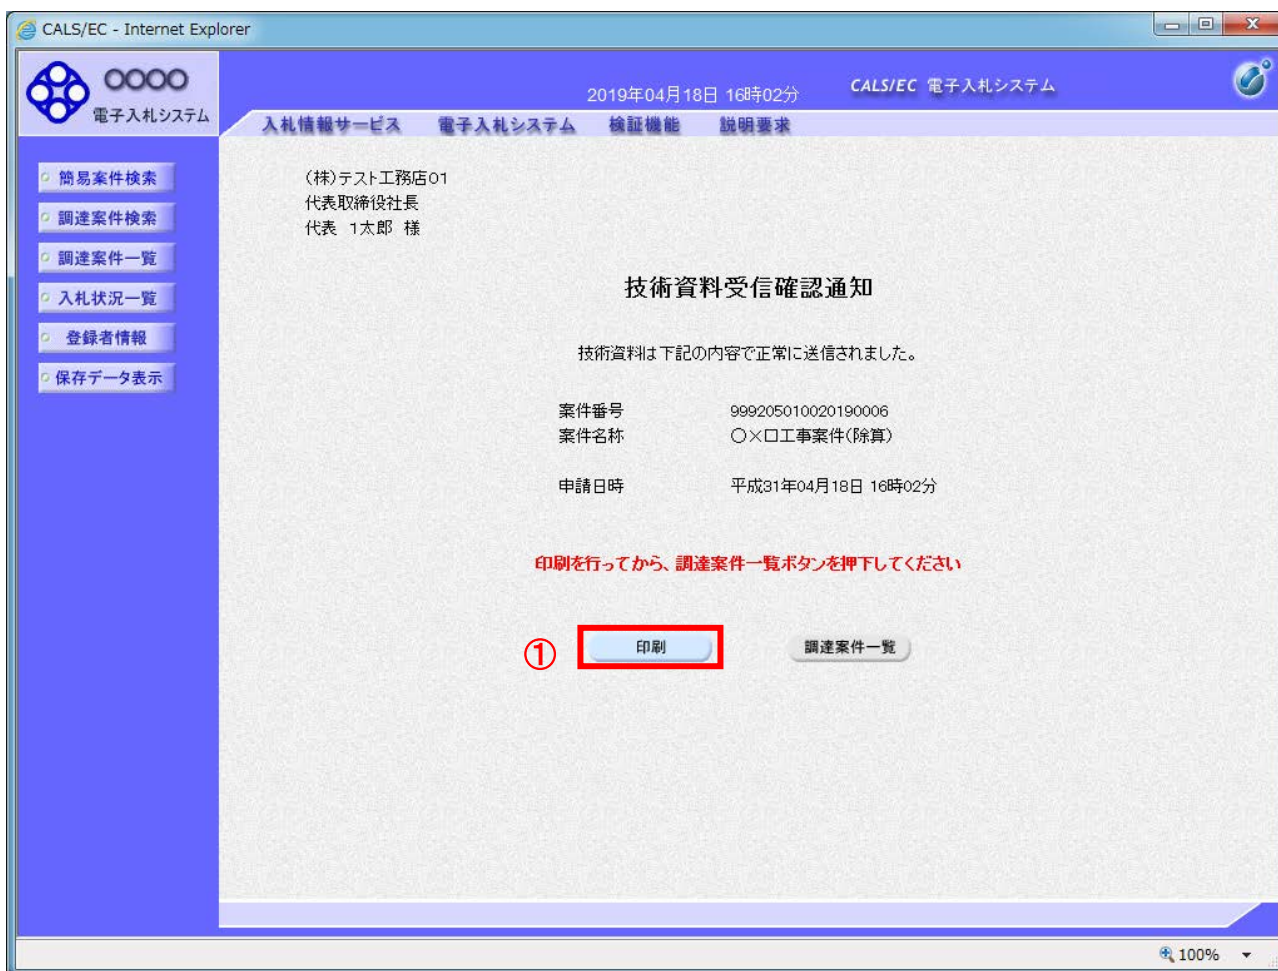 CALS/EC - Internet Explorer
〇〇〇〇
電子入札システム
2019年04月18日 16時02分
CALS/EC 電子入札システム
入札情報サービス 電子入札システム 検証機能 説明要求
簡易案件検索
調達案件検索
調達案件一覧
入札状況一覧
登録者情報
保存データ表示
(株)テスト工務店01
代表取締役社長
代表 1太郎 様
技術資料受信確認通知
技術資料は下記の内容で正常に送信されました。
案件番号 999205010020190006
案件名称 〇×口工事案件(除算)
申請日時 平成31年04月18日 16時02分
印刷を行ってから、調達案件一覧ボタンを押下してください
① 印刷 調達案件一覧
100%